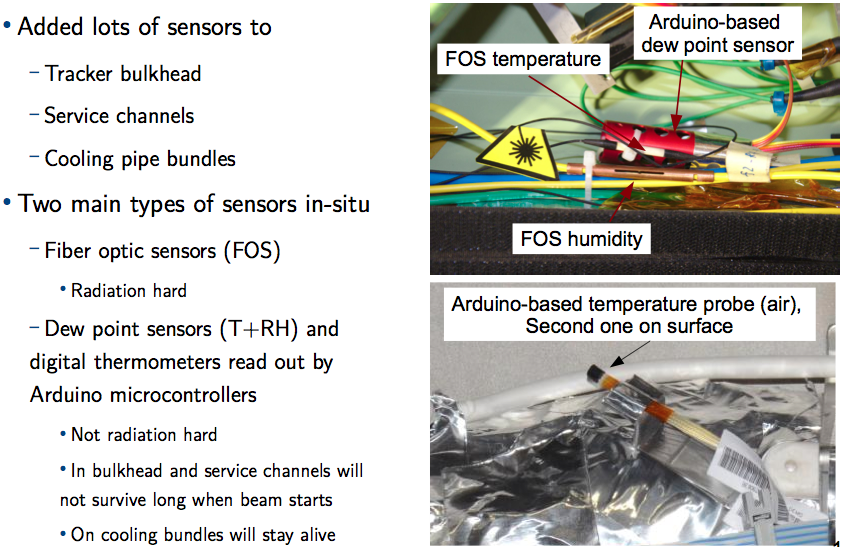 • Added lots of sensors to
– Tracker bulkhead
– Service channels
– Cooling pipe bundles
• Two main types of sensors in-situ
– Fiber optic sensors (FOS)
• Radiation hard
– Dew point sensors (T+RH) and
digital thermometers read out by
Arduino microcontrollers
• Not radiation hard
• In bulkhead and service channels will
not survive long when beam starts
• On cooling bundles will stay alive
Arduino-based
dew point sensor
FOS temperature
FOS humidity
Arduino-based temperature probe (air),
Second one on surface